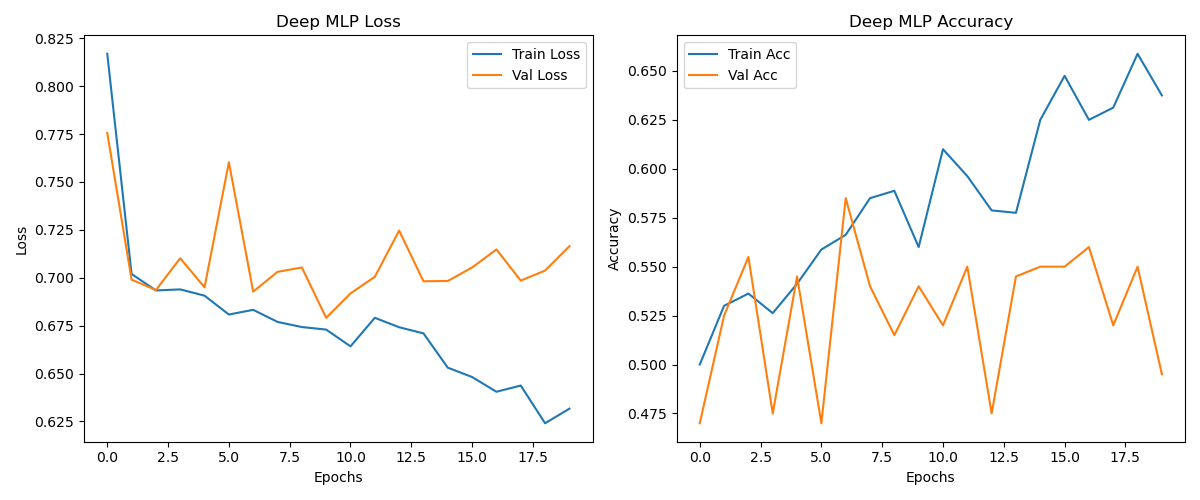 Deep MLP Loss
0.825
0.800
0.775
0.750
0.725
0.700
0.675
0.650
0.625
Loss
Train Loss
Val Loss
0.0 2.5 5.0 7.5 10.0 12.5 15.0 17.5
Epochs
Deep MLP Accuracy
0.650
0.625
0.600
0.575
0.550
0.525
0.500
0.475
Accuracy
Train Acc
Val Acc
0.0 2.5 5.0 7.5 10.0 12.5 15.0 17.5
Epochs